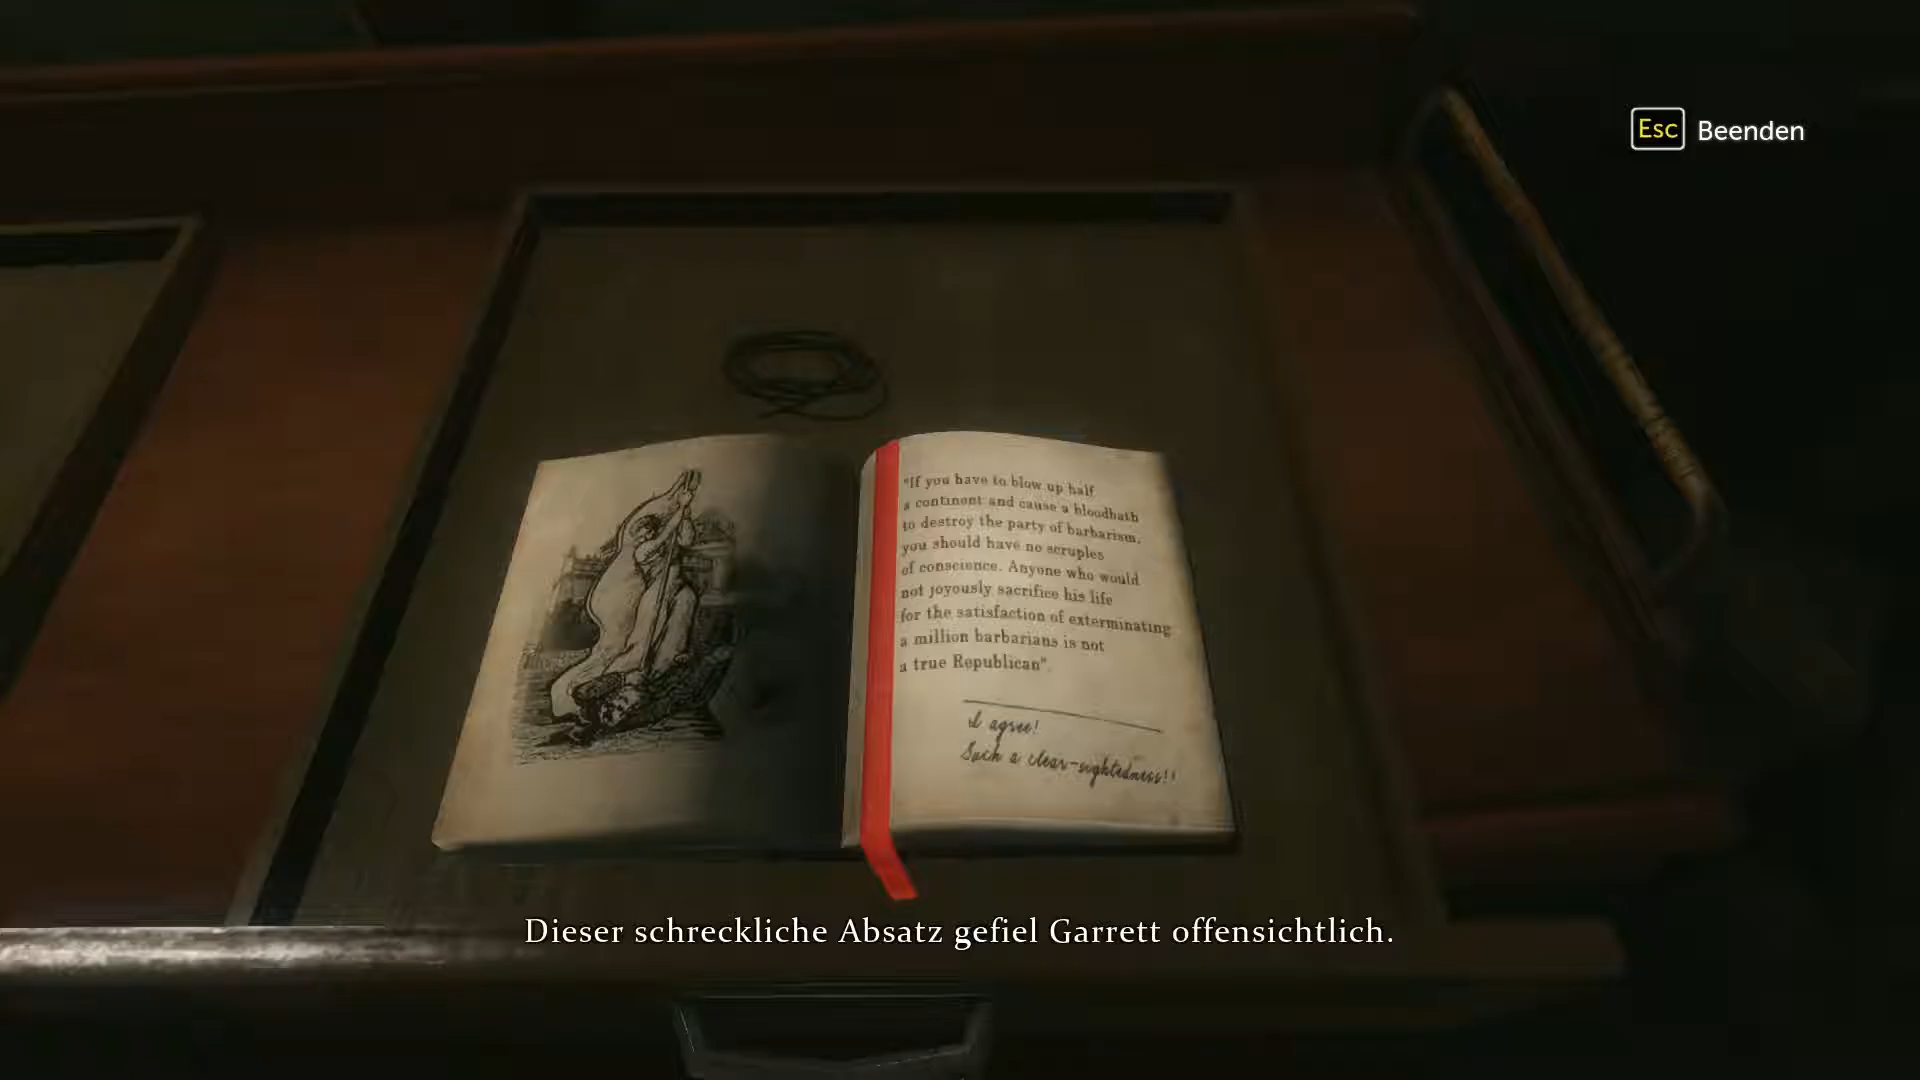 Esc Beenden
"If you have to blow up half
a continent and cause a bloodbath
to destroy the party of barbarism,
you should have no scruples
of conscience. Anyone who would
not joyously sacrifice his life
for the satisfaction of exterminating
a million barbarians is not
a true Republican".
I agree!
Such a clear-sightedness!!
Dieser schreckliche Absatz gefiel Garrett offensichtlich.